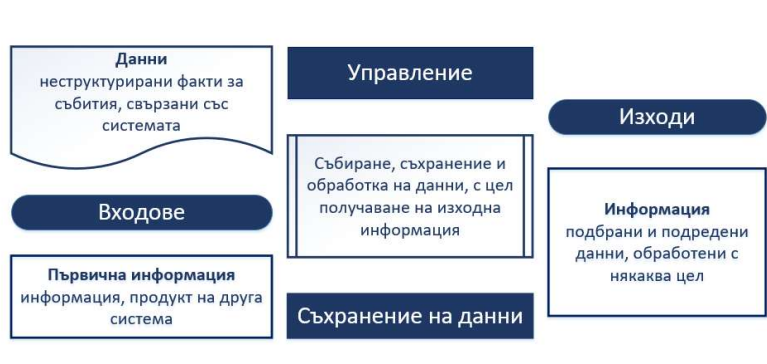 Данни
неструктурирани факти за
събития, свързани със
системата
Входове
Първична информация
информация, продукт на друга
система
Управление
Събиране, съхранение и
обработка на данни, с цел
получаване на изходна
информация
Съхранение на данни
Изходи
Информация
подбрани и подредени
данни, обработени с
някаква цел